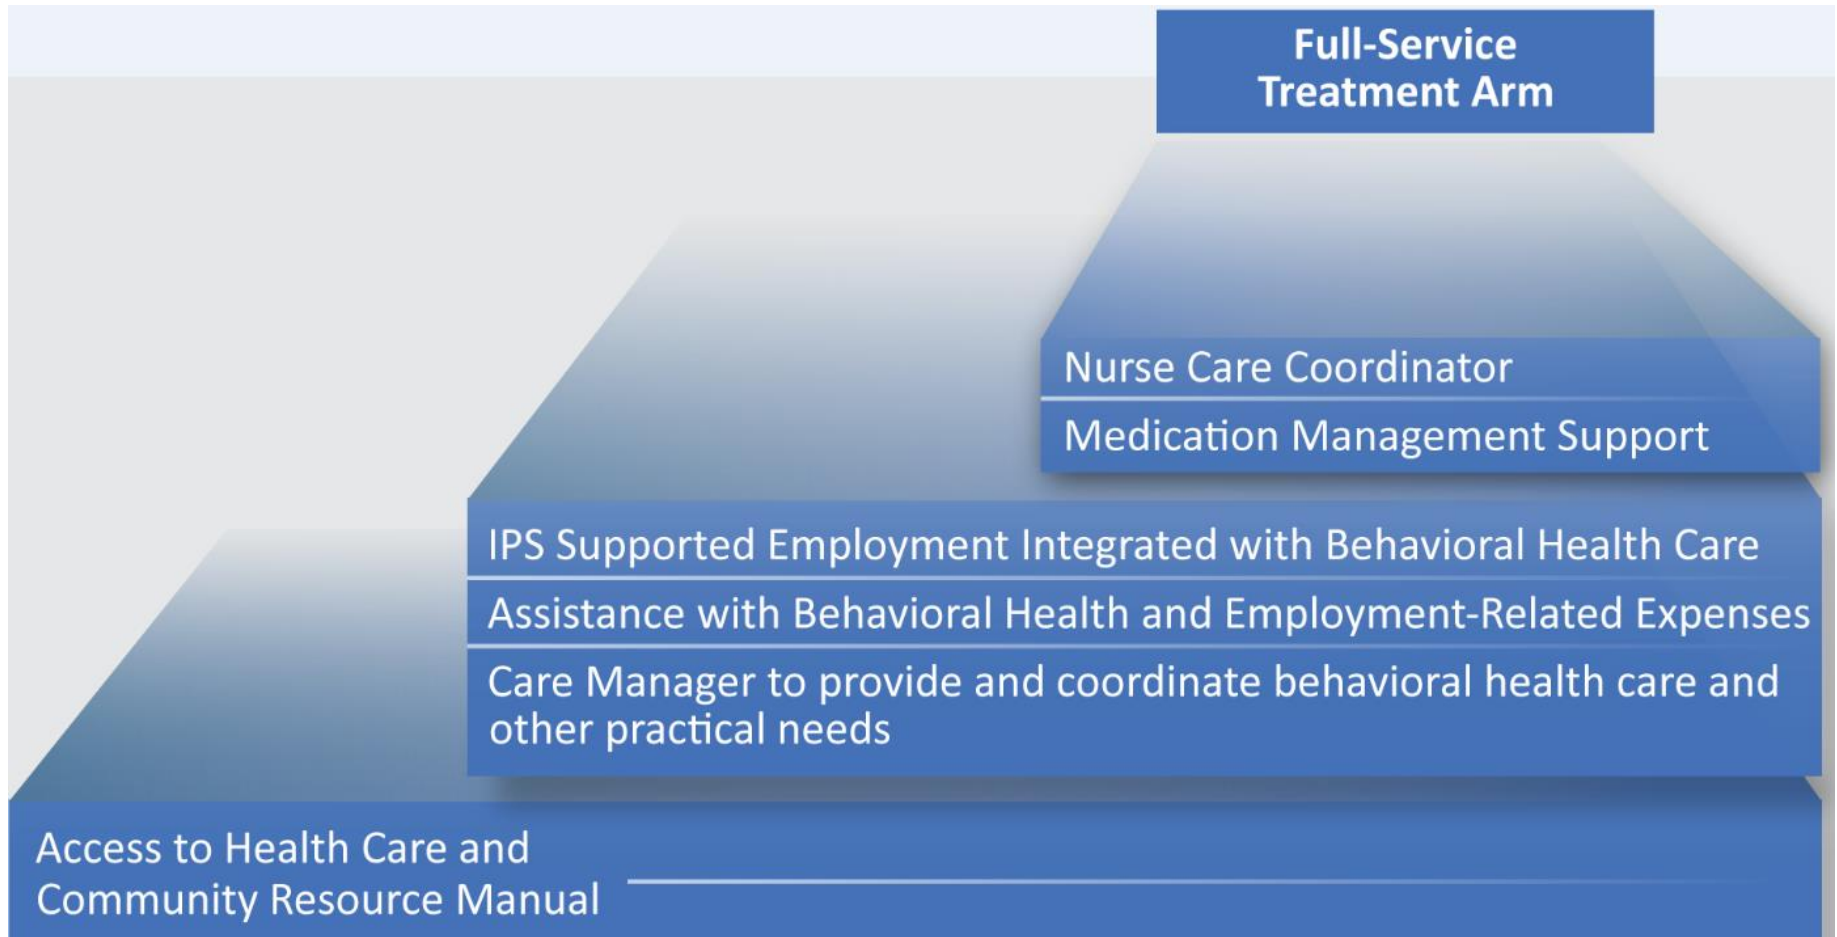 Full-Service
Treatment Arm
Nurse Care Coordinator
Medication Management Support
IPS Supported Employment Integrated with Behavioral Health Care
Assistance with Behavioral Health and Employment-Related Expenses
Care Manager to provide and coordinate behavioral health care and
other practical needs
Access to Health Care and
Community Resource Manual